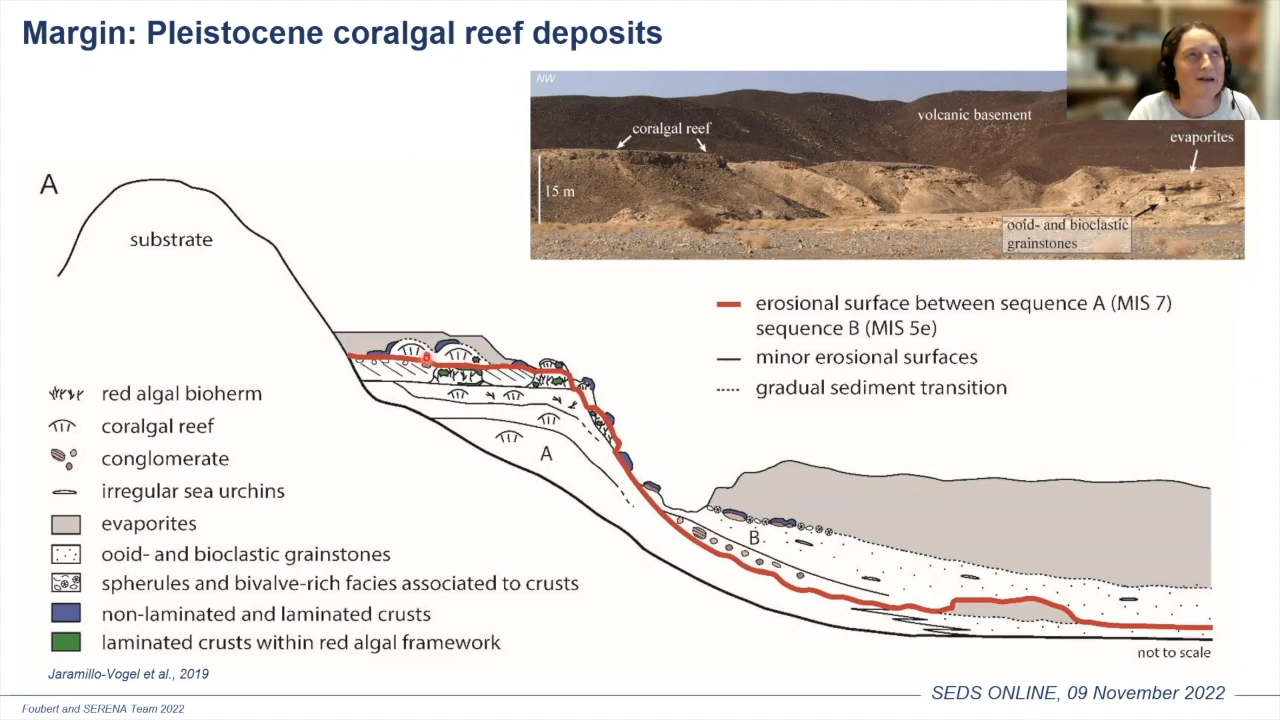 Margin: Pleistocene coralgal reef deposits
NW
coralgal reef
volcanic basement
evaporites
15 m
ooid- and bioclastic
grainstones
A
substrate
erosional surface between sequence A (MIS 7)
sequence B (MIS 5e)
minor erosional surfaces
gradual sediment transition
red algal bioherm
coralgal reef
conglomerate
irregular sea urchins
evaporites
ooid- and bioclastic grainstones
spherules and bivalve-rich facies associated to crusts
non-laminated and laminated crusts
laminated crusts within red algal framework
A
B
not to scale
Jaramillo-Vogel et al., 2019
SEDS ONLINE, 09 November 2022
Foubert and SERENA Team 2022